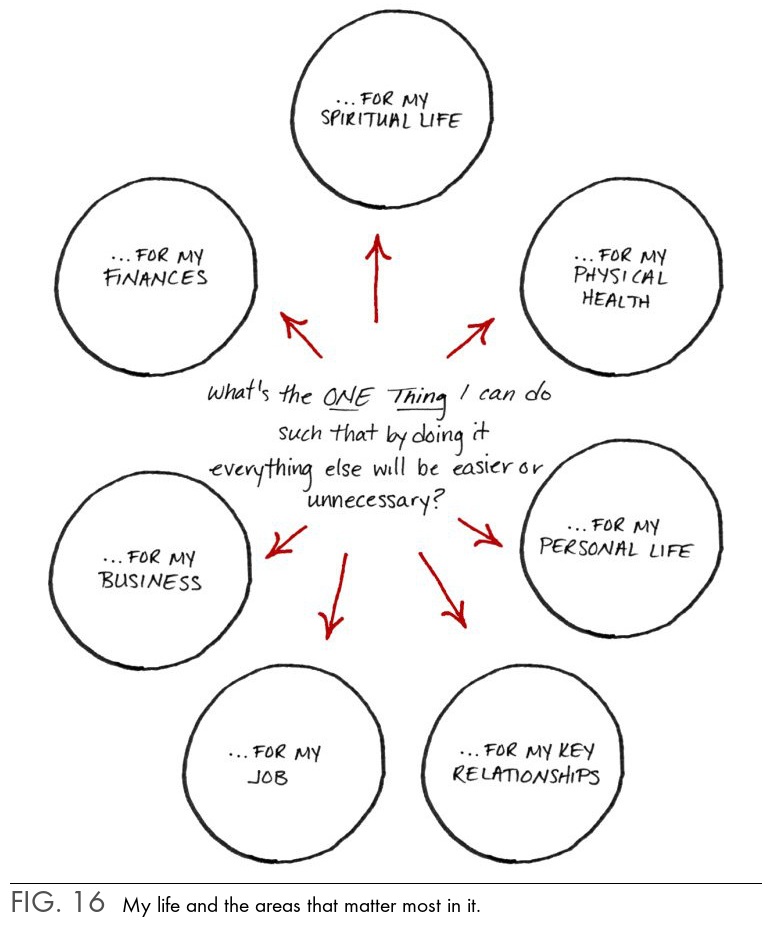 ... FOR MY
SPIRITUAL LIFE
... FOR MY
FINANCES
... FOR MY
PHYSICAL
HEALTH
What's the ONE Thing I can do
such that by doing it
everything else will be easier or
unnecessary?
... FOR MY
PERSONAL LIFE
... FOR MY
BUSINESS
... FOR MY
JOB
... FOR MY KEY
RELATIONSHIPS
FIG. 16 My life and the areas that matter most in it.